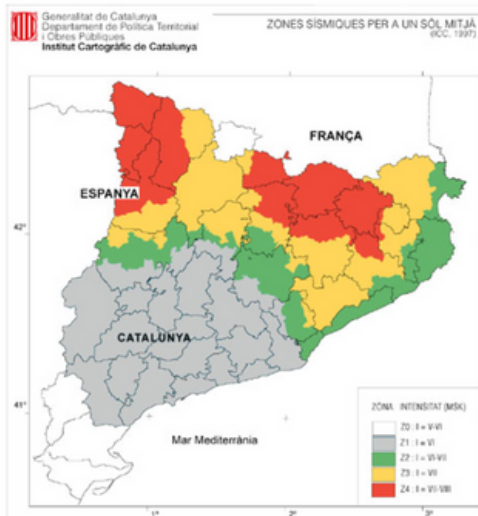 Generalitat de Catalunya
Departament de Política Territorial
i Obres Públiques
Institut Cartogràfic de Catalunya
ZONES SÍSMIQUES PER A UN SÒL MITJÀ
(ICC, 1997)
FRANÇA
ESPANYA
42°
CATALUNYA
41°
Mar Mediterrània
ZONA INTENSITAT (MSK)
Z0 : I = V-VI
Z1 : I = VI
Z2 : I = VI-VII
Z3 : I = VII
Z4 : I = VII-VIII
1° 2° 3°